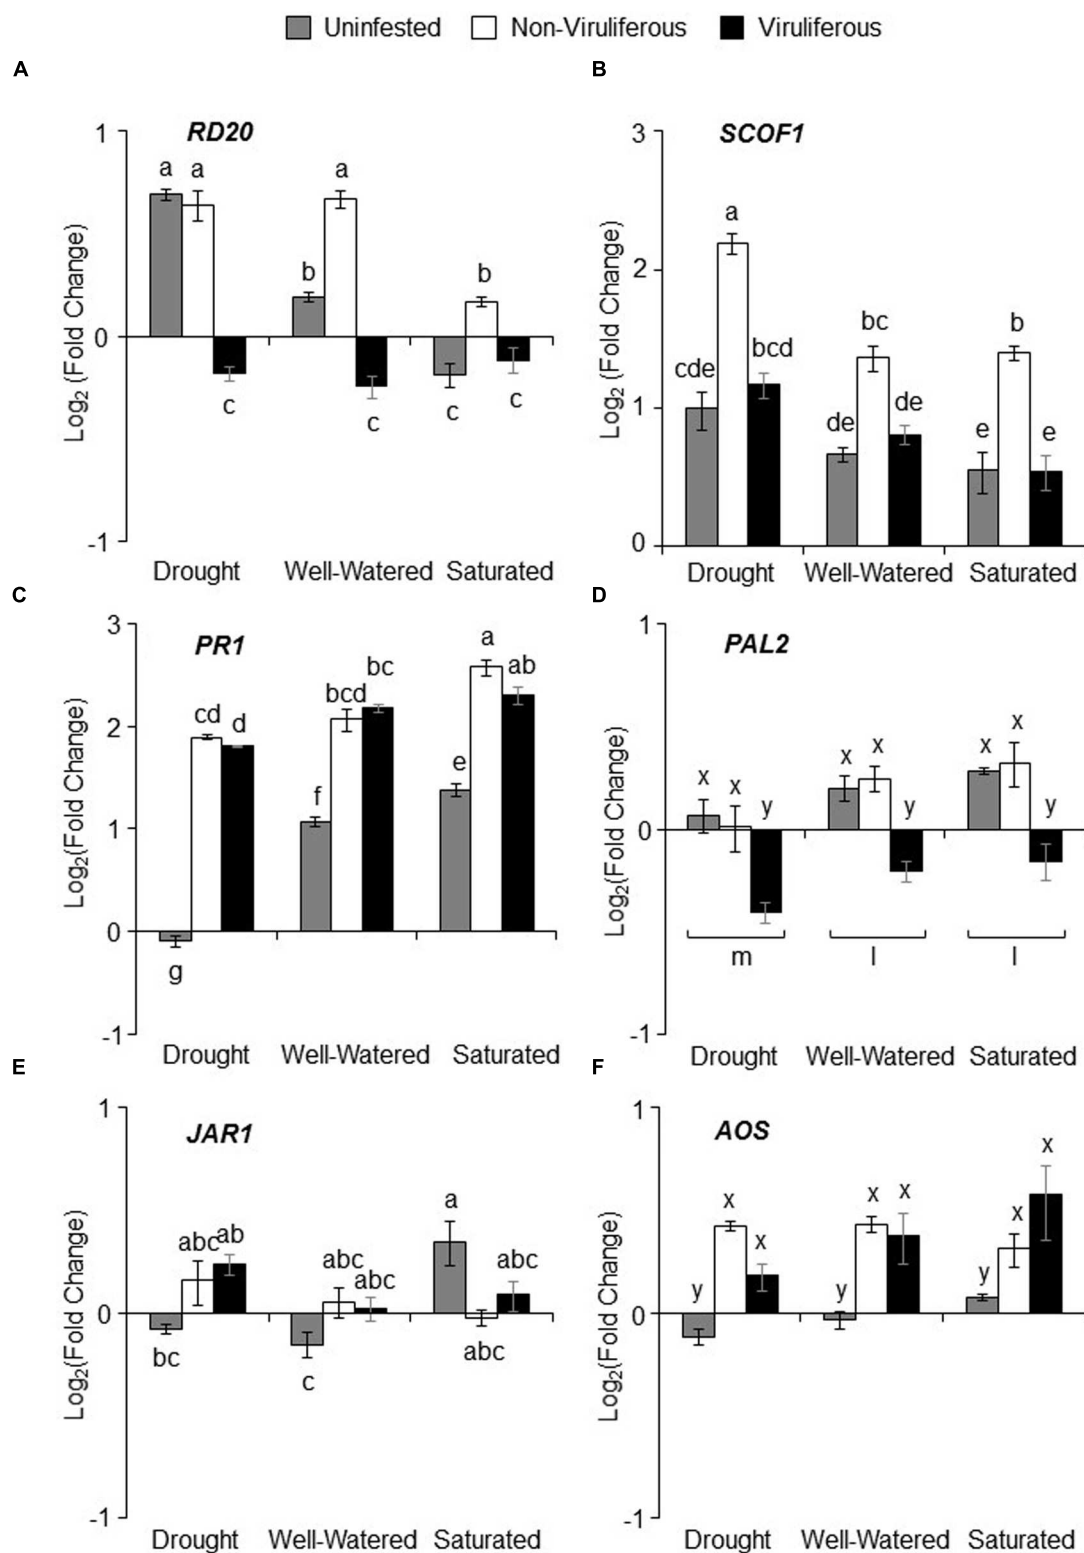 Uninfested Non-Viruliferous Viruliferous
A
RD20
Log2 (Fold Change)
1
0
-1
a a c
b a c
c b c
Drought Well-Watered Saturated
B
SCOF1
Log2 (Fold Change)
3
2
1
0
cde a bcd
de bc de
e b e
Drought Well-Watered Saturated
C
PR1
Log2(Fold Change)
3
2
1
0
-1
g cd d
f bcd bc
e a ab
Drought Well-Watered Saturated
D
PAL2
Log2(Fold Change)
1
0
-1
x x y
x x y
x x y
m l l
Drought Well-Watered Saturated
E
JAR1
Log2(Fold Change)
1
0
-1
bc abc ab
c abc abc
a abc abc
Drought Well-Watered Saturated
F
AOS
Log2(Fold Change)
1
0
-1
y x x
y x x
y x x
Drought Well-Watered Saturated